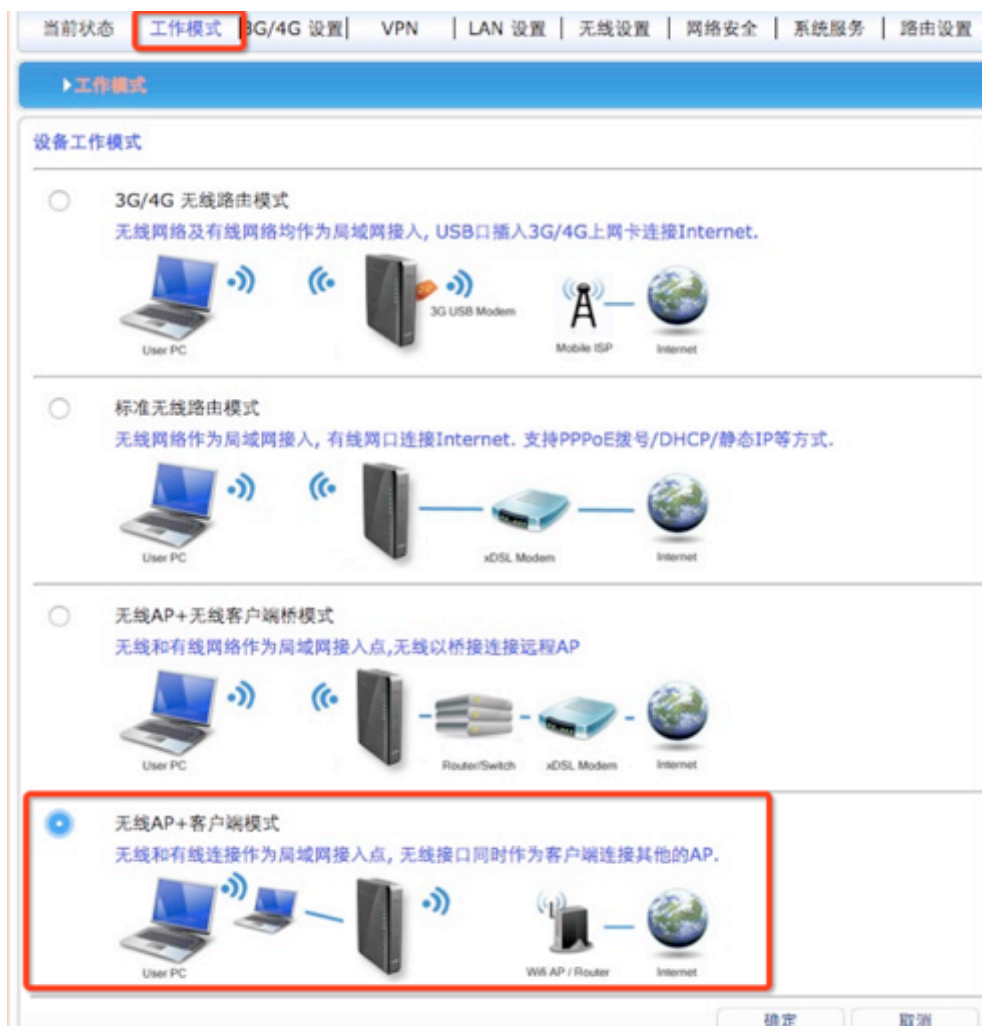 当前状态 工作模式 3G/4G 设置| VPN | LAN 设置 | 无线设置 | 网络安全 | 系统服务 | 路由设置
工作模式
设备工作模式
3G/4G 无线路由模式
无线网络及有线网络均作为局域网接入, USB口插入3G/4G上网卡连接Internet.
3G USB Modem
User PC Mobile ISP Internet
标准无线路由模式
无线网络作为局域网接入, 有线网口连接Internet. 支持PPPoE拨号/DHCP/静态IP等方式.
User PC xDSL Modem Internet
无线AP+无线客户端桥模式
无线和有线网络作为局域网接入点,无线以桥接连接远程AP
User PC Router/Switch xDSL Modem Internet
无线AP+客户端模式
无线和有线连接作为局域网接入点, 无线接口同时作为客户端连接其他的AP.
User PC Wifi AP / Router Internet
确定 取消